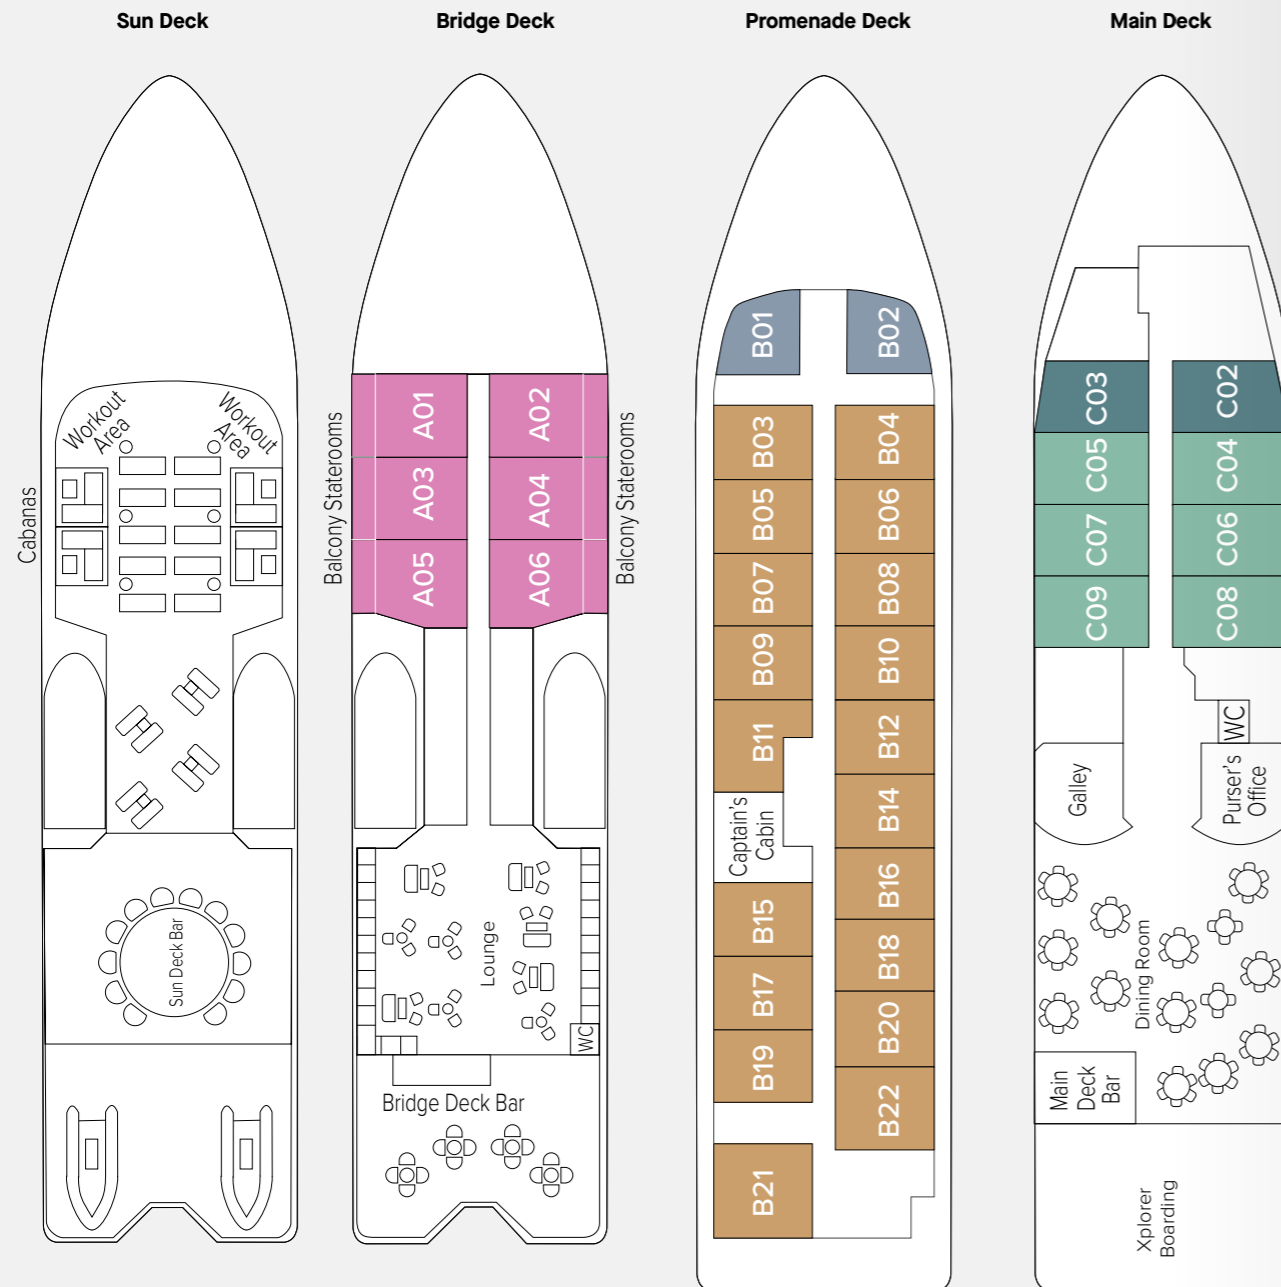 Sun Deck
Bridge Deck
Promenade Deck
Main Deck
Workout
Area
Workout
Area
Cabanas
Sun Deck Bar
Balcony Staterooms
A01
A02
A03
A04
A05
A06
Balcony Staterooms
Lounge
WC
Bridge Deck Bar
B01
B02
B03
B04
B05
B06
B07
B08
B09
B10
B11
B12
Captain's
Cabin
B14
B15
B16
B17
B18
B19
B20
B21
B22
C03
C02
C05
C04
C07
C06
C09
C08
WC
Galley
Purser's
Office
Dining Room
Main
Deck
Bar
Xplorer
Boarding